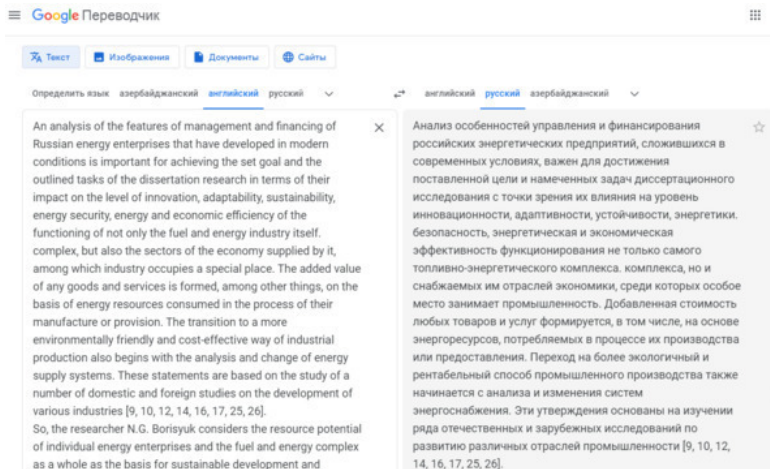 Google Переводчик
Текст
Изображения
Документы
Сайты
Определить язык азербайджанский английский русский
английский русский азербайджанский
An analysis of the features of management and financing of
Russian energy enterprises that have developed in modern
conditions is important for achieving the set goal and the
outlined tasks of the dissertation research in terms of their
impact on the level of innovation, adaptability, sustainability,
energy security, energy and economic efficiency of the
functioning of not only the fuel and energy industry itself.
complex, but also the sectors of the economy supplied by it,
among which industry occupies a special place. The added value
of any goods and services is formed, among other things, on the
basis of energy resources consumed in the process of their
manufacture or provision. The transition to a more
environmentally friendly and cost-effective way of industrial
production also begins with the analysis and change of energy
supply systems. These statements are based on the study of a
number of domestic and foreign studies on the development of
various industries [9, 10, 12, 14, 16, 17, 25, 26].
So, the researcher N.G. Borisyuk considers the resource potential
of individual energy enterprises and the fuel and energy complex
as a whole as the basis for sustainable development and
Анализ особенностей управления и финансирования
российских энергетических предприятий, сложившихся в
современных условиях, важен для достижения
поставленной цели и намеченных задач диссертационного
исследования с точки зрения их влияния на уровень
инновационности, адаптивности, устойчивости, энергетики.
безопасность, энергетическая и экономическая
эффективность функционирования не только самого
топливно-энергетического комплекса. комплекса, но и
снабжаемых им отраслей экономики, среди которых особое
место занимает промышленность. Добавленная стоимость
любых товаров и услуг формируется, в том числе, на основе
энергоресурсов, потребляемых в процессе их производства
или предоставления. Переход на более экологичный и
рентабельный способ промышленного производства также
начинается с анализа и изменения систем
энергоснабжения. Эти утверждения основаны на изучении
ряда отечественных и зарубежных исследований по
развитию различных отраслей промышленности [9, 10, 12,
14, 16, 17, 25, 26].